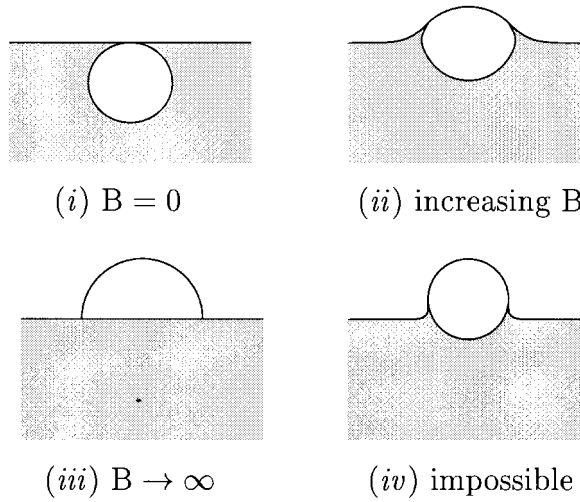 (i) B = 0
(ii) increasing B
(iii) B → ∞
(iv) impossible